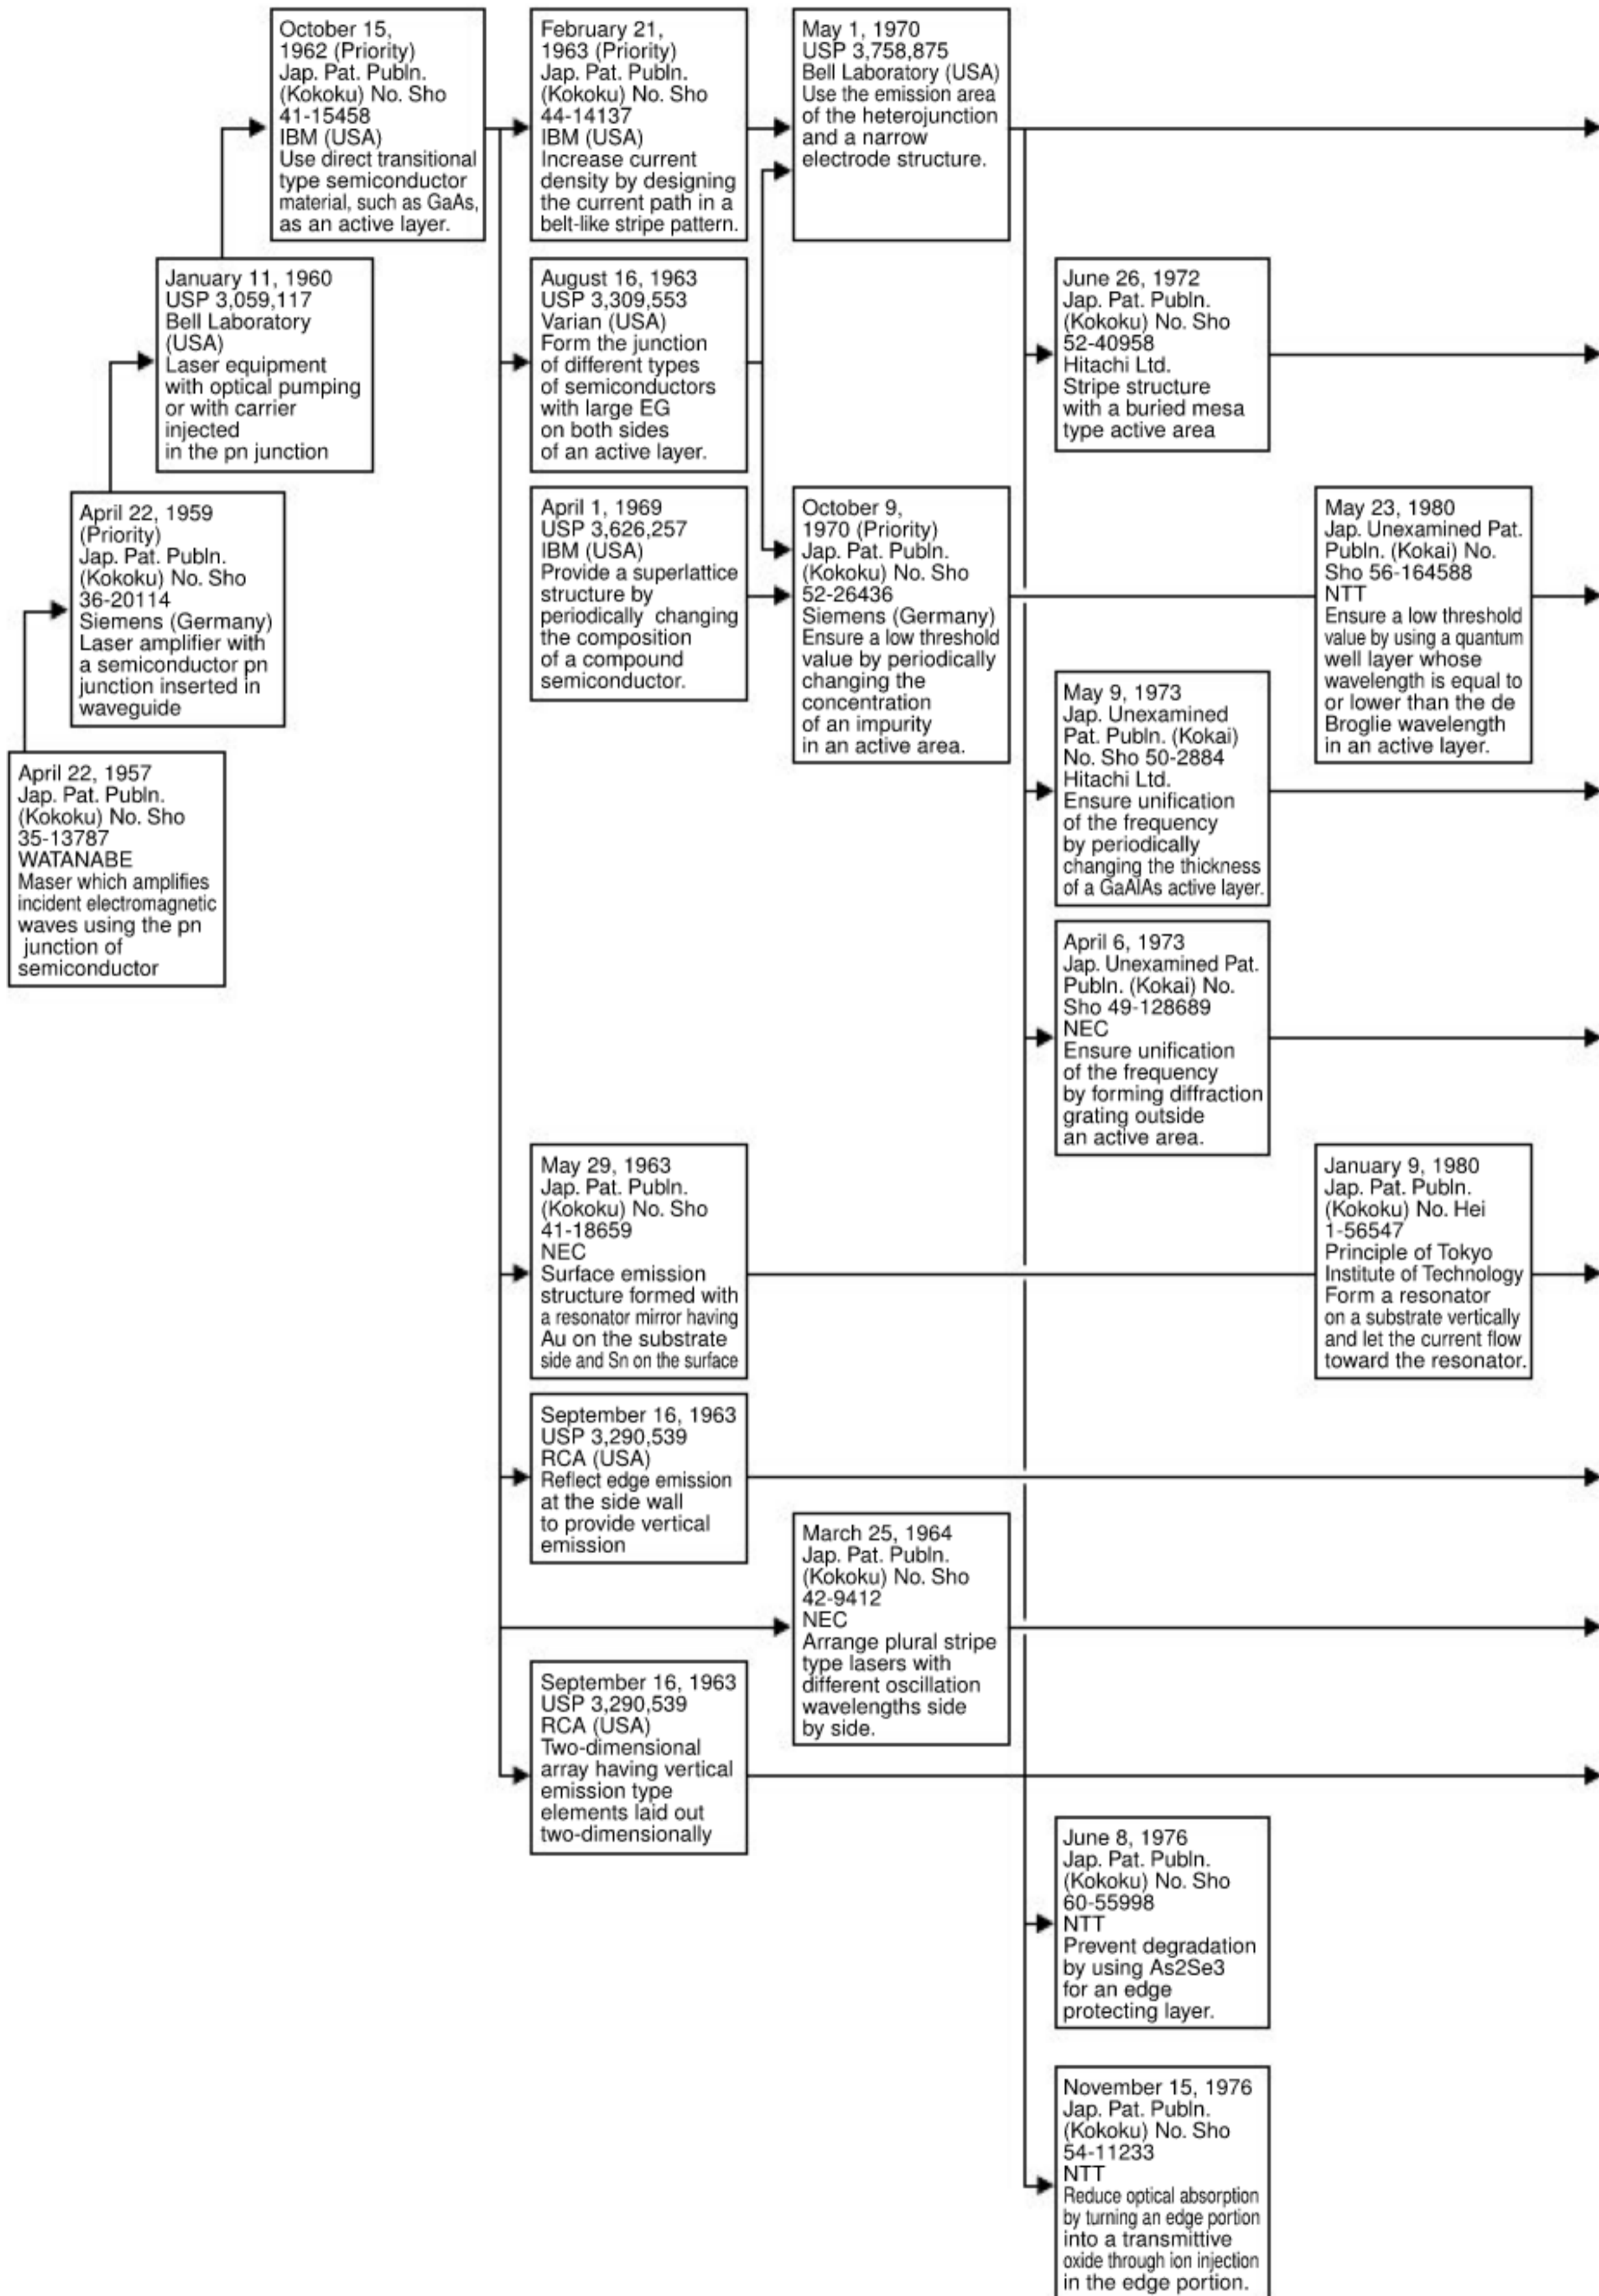 October 15,
1962 (Priority)
Jap. Pat. Publn.
(Kokoku) No. Sho
41-15458
IBM (USA)
Use direct transitional
type semiconductor
material, such as GaAs,
as an active layer.
February 21,
1963 (Priority)
Jap. Pat. Publn.
(Kokoku) No. Sho
44-14137
IBM (USA)
Increase current
density by designing
the current path in a
belt-like stripe pattern.
May 1, 1970
USP 3,758,875
Bell Laboratory (USA)
Use the emission area
of the heterojunction
and a narrow
electrode structure.
January 11, 1960
USP 3,059,117
Bell Laboratory
(USA)
Laser equipment
with optical pumping
or with carrier
injected
in the pn junction
August 16, 1963
USP 3,309,553
Varian (USA)
Form the junction
of different types
of semiconductors
with large EG
on both sides
of an active layer.
June 26, 1972
Jap. Pat. Publn.
(Kokoku) No. Sho
52-40958
Hitachi Ltd.
Stripe structure
with a buried mesa
type active area
April 22, 1959
(Priority)
Jap. Pat. Publn.
(Kokoku) No. Sho
36-20114
Siemens (Germany)
Laser amplifier with
a semiconductor pn
junction inserted in
waveguide
April 1, 1969
USP 3,626,257
IBM (USA)
Provide a superlattice
structure by
periodically changing
the composition
of a compound
semiconductor.
October 9,
1970 (Priority)
Jap. Pat. Publn.
(Kokoku) No. Sho
52-26436
Siemens (Germany)
Ensure a low threshold
value by periodically
changing the
concentration
of an impurity
in an active area.
May 23, 1980
Jap. Unexamined Pat.
Publn. (Kokai) No.
Sho 56-164588
NTT
Ensure a low threshold
value by using a quantum
well layer whose
wavelength is equal to
or lower than the de
Broglie wavelength
in an active layer.
May 9, 1973
Jap. Unexamined
Pat. Publn. (Kokai)
No. Sho 50-2884
Hitachi Ltd.
Ensure unification
of the frequency
by periodically
changing the thickness
of a GaAlAs active layer.
April 22, 1957
Jap. Pat. Publn.
(Kokoku) No. Sho
35-13787
WATANABE
Maser which amplifies
incident electromagnetic
waves using the pn
junction of
semiconductor
April 6, 1973
Jap. Unexamined Pat.
Publn. (Kokai) No.
Sho 49-128689
NEC
Ensure unification
of the frequency
by forming diffraction
grating outside
an active area.
May 29, 1963
Jap. Pat. Publn.
(Kokoku) No. Sho
41-18659
NEC
Surface emission
structure formed with
a resonator mirror having
Au on the substrate
side and Sn on the surface
January 9, 1980
Jap. Pat. Publn.
(Kokoku) No. Hei
1-56547
Principle of Tokyo
Institute of Technology
Form a resonator
on a substrate vertically
and let the current flow
toward the resonator.
September 16, 1963
USP 3,290,539
RCA (USA)
Reflect edge emission
at the side wall
to provide vertical
emission
March 25, 1964
Jap. Pat. Publn.
(Kokoku) No. Sho
42-9412
NEC
Arrange plural stripe
type lasers with
different oscillation
wavelengths side
by side.
September 16, 1963
USP 3,290,539
RCA (USA)
Two-dimensional
array having vertical
emission type
elements laid out
two-dimensionally
June 8, 1976
Jap. Pat. Publn.
(Kokoku) No. Sho
60-55998
NTT
Prevent degradation
by using As2Se3
for an edge
protecting layer.
November 15, 1976
Jap. Pat. Publn.
(Kokoku) No. Sho
54-11233
NTT
Reduce optical absorption
by turning an edge portion
into a transmittive
oxide through ion injection
in the edge portion.